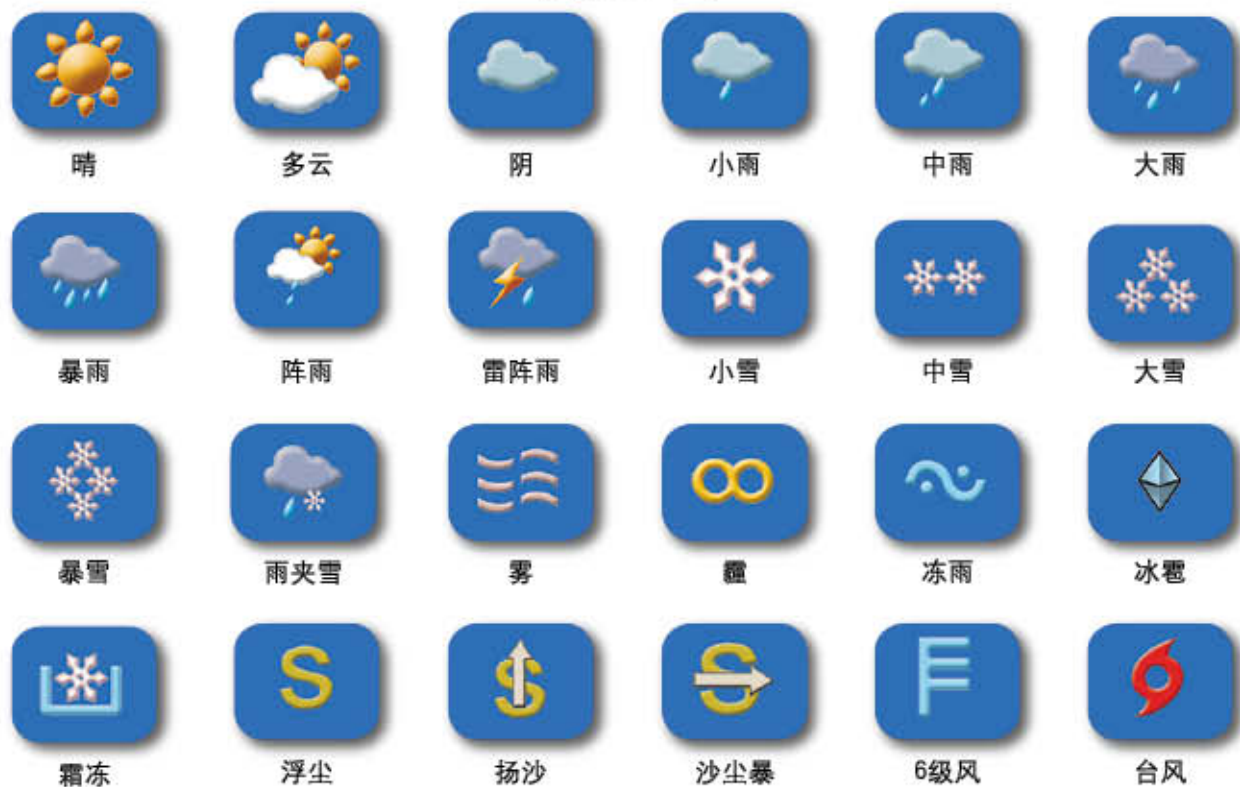 晴 多云 阴 小雨 中雨 大雨
暴雨 阵雨 雷阵雨 小雪 中雪 大雪
暴雪 雨夹雪 雾 霾 冻雨 冰雹
霜冻 浮尘 扬沙 沙尘暴 6级风 台风